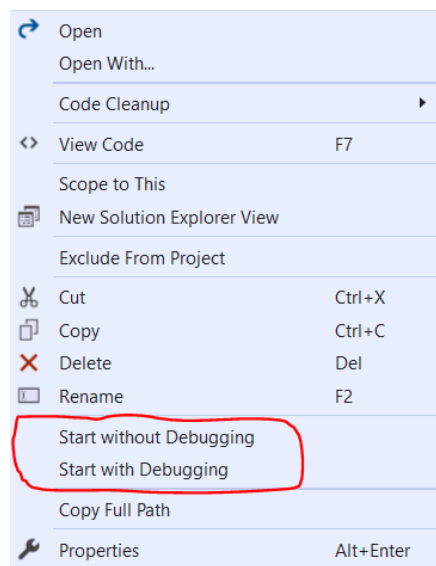 Open
Open With...
Code Cleanup
View Code F7
Scope to This
New Solution Explorer View
Exclude From Project
Cut Ctrl+X
Copy Ctrl+C
Delete Del
Rename F2
Start without Debugging
Start with Debugging
Copy Full Path
Properties Alt+Enter